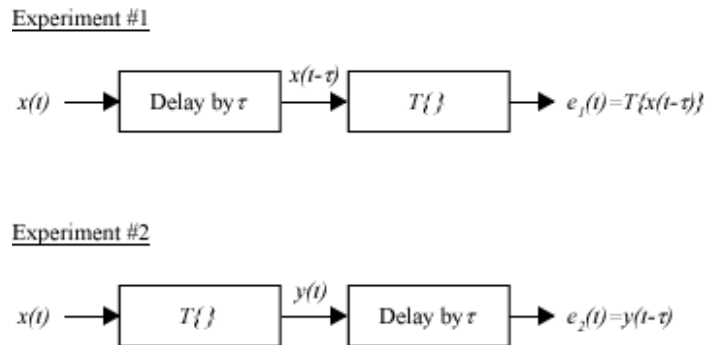 Experiment #1
x(t-τ)
x(t) Delay by τ T{} e₁(t)=T{x(t-τ)}
Experiment #2
y(t)
x(t) T{} Delay by τ e₂(t)=y(t-τ)